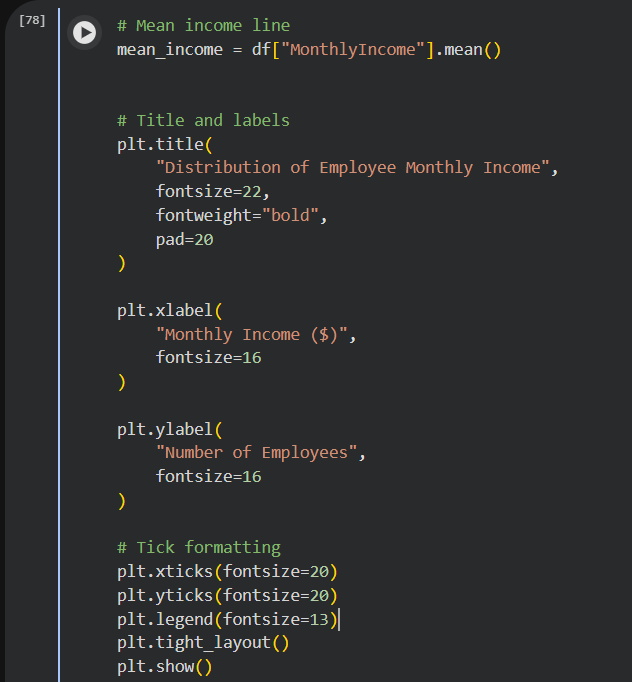 [78]
# Mean income line
mean_income = df["MonthlyIncome"].mean()
# Title and labels
plt.title(
    "Distribution of Employee Monthly Income",
    fontsize=22,
    fontweight="bold",
    pad=20
)
plt.xlabel(
    "Monthly Income ($)",
    fontsize=16
)
plt.ylabel(
    "Number of Employees",
    fontsize=16
)
# Tick formatting
plt.xticks(fontsize=20)
plt.yticks(fontsize=20)
plt.legend(fontsize=13)
plt.tight_layout()
plt.show()